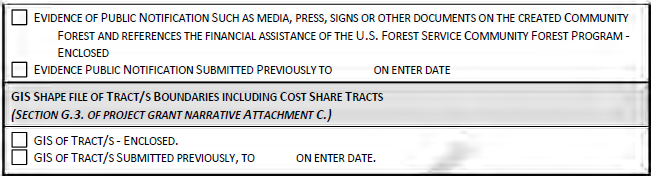 EVIDENCE OF PUBLIC NOTIFICATION SUCH AS MEDIA, PRESS, SIGNS OR OTHER DOCUMENTS ON THE CREATED COMMUNITY
FOREST AND REFERENCES THE FINANCIAL ASSISTANCE OF THE U.S. FOREST SERVICE COMMUNITY FOREST PROGRAM -
ENCLOSED
EVIDENCE PUBLIC NOTIFICATION SUBMITTED PREVIOUSLY TO ON ENTER DATE
GIS SHAPE FILE OF TRACT/S BOUNDARIES INCLUDING COST SHARE TRACTS
(SECTION G.3. OF PROJECT GRANT NARRATIVE ATTACHMENT C.)
GIS OF TRACT/S - ENCLOSED.
GIS OF TRACT/S SUBMITTED PREVIOUSLY, TO ON ENTER DATE.